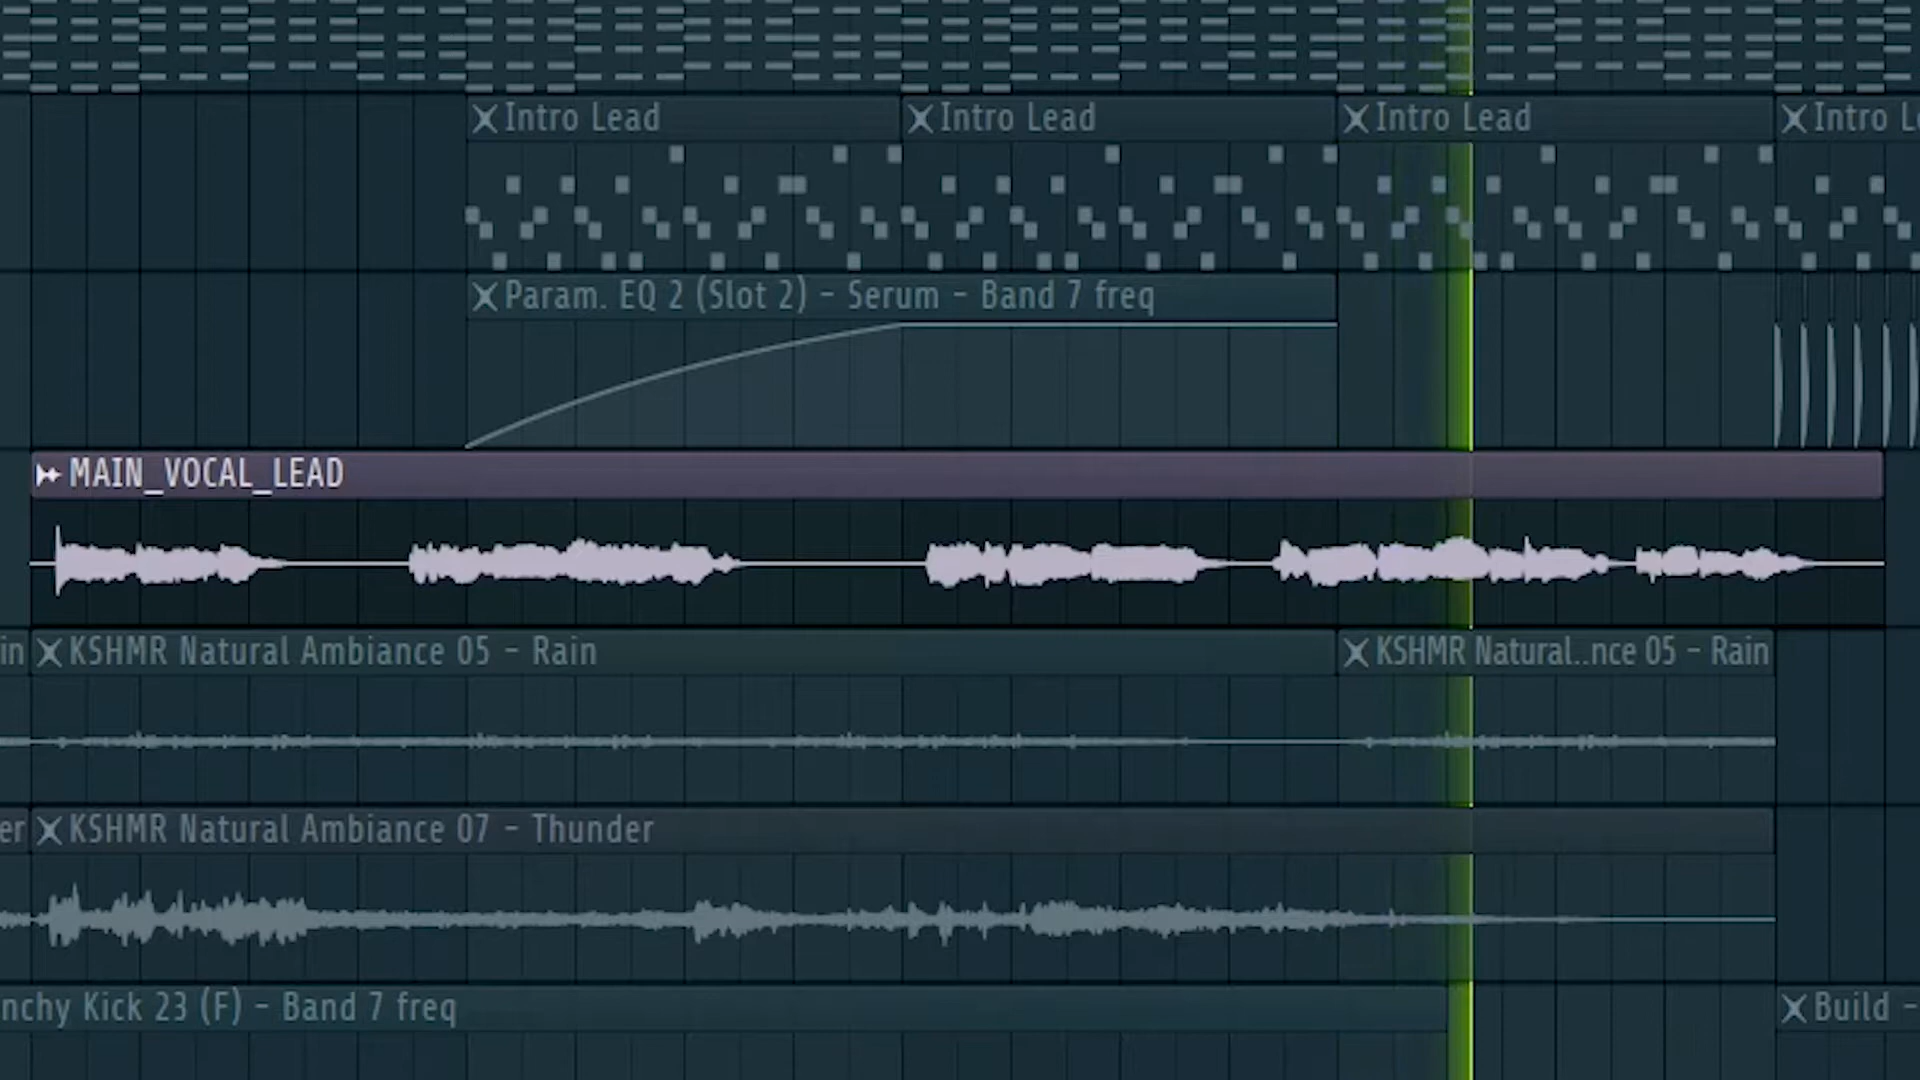 Intro Lead Intro Lead Intro Lead Intro L
Param. EQ 2 (Slot 2) - Serum - Band 7 freq
MAIN_VOCAL_LEAD
in KSHMR Natural Ambiance 05 - Rain KSHMR Natural..nce 05 - Rain
er KSHMR Natural Ambiance 07 - Thunder
nchy Kick 23 (F) - Band 7 freq Build -